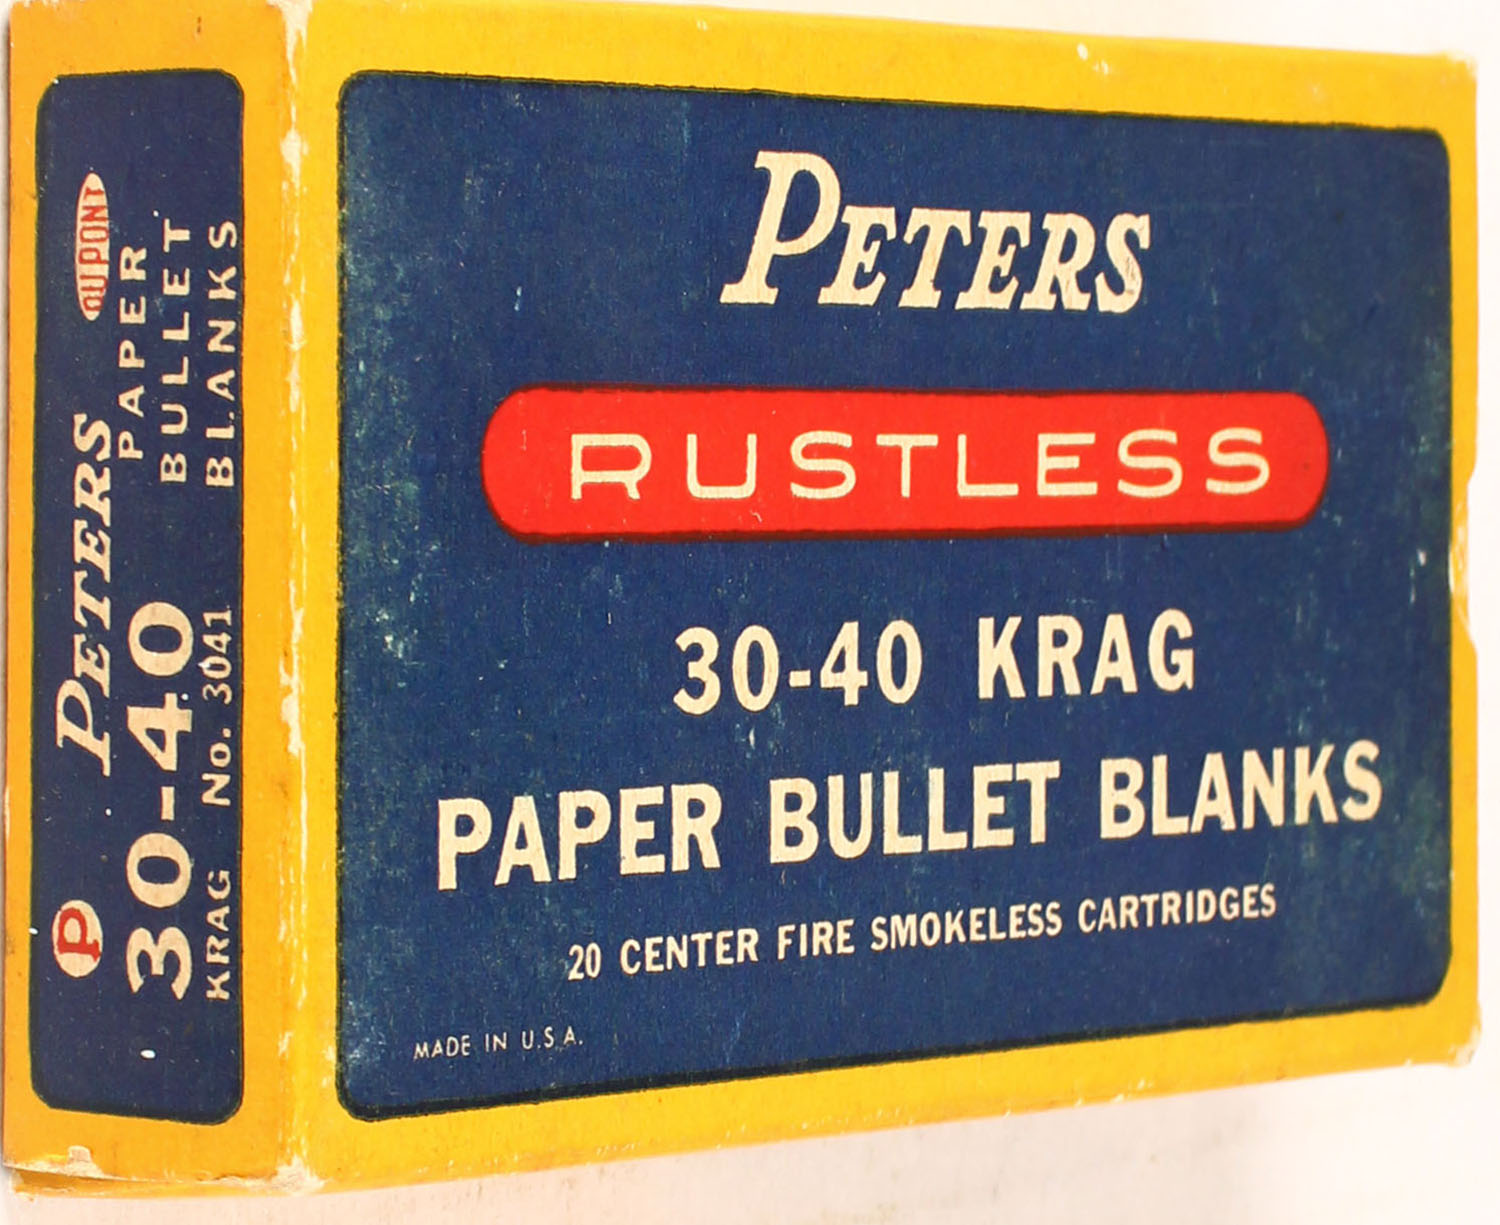 PETERS
RUSTLESS
30-40 KRAG
PAPER BULLET BLANKS
20 CENTER FIRE SMOKELESS CARTRIDGES
MADE IN U.S.A.
P PETERS DUPONT
30-40 PAPER
BULLET
KRAG No. 3041 BLANKS